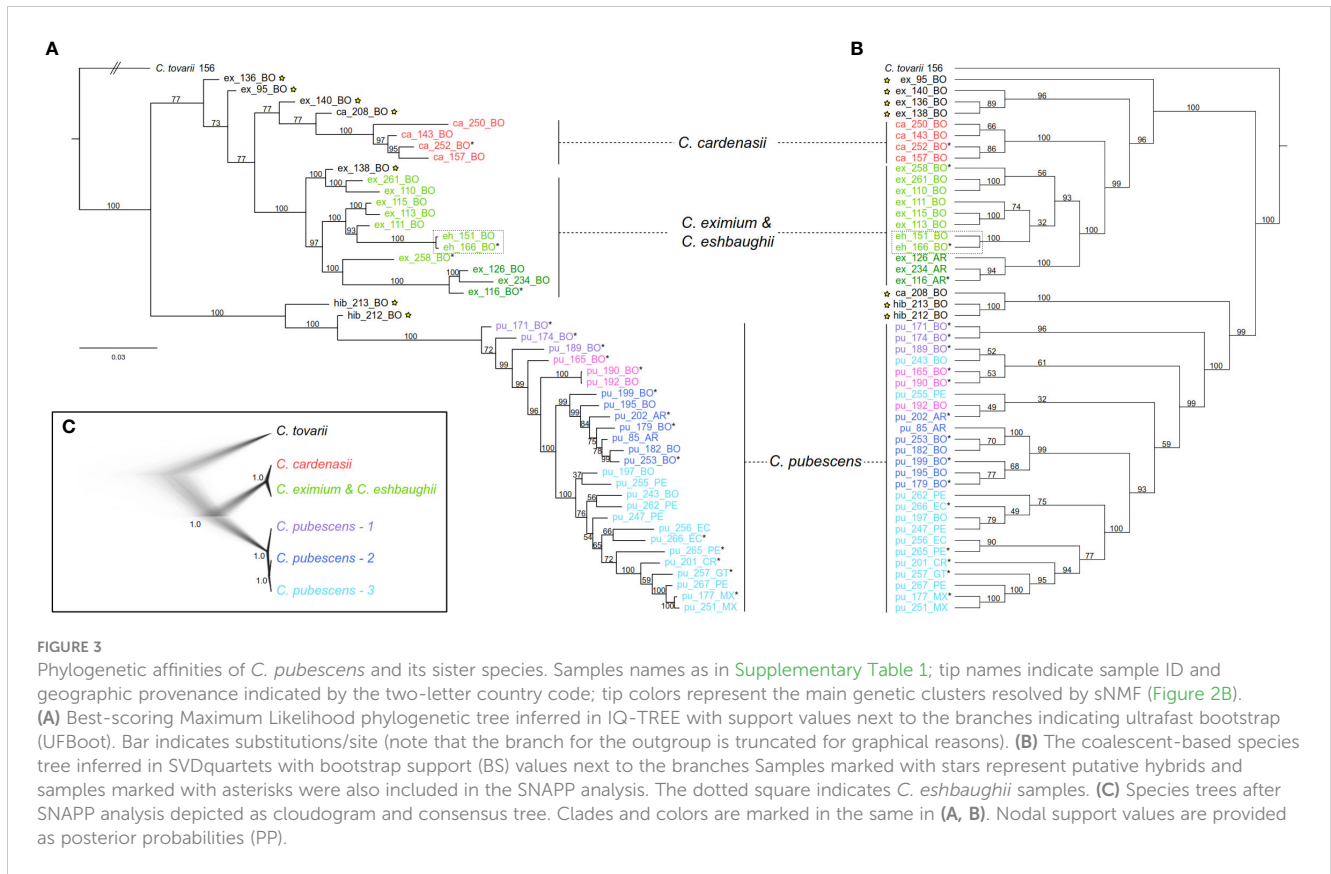 A
C. tovarii 156
ex_136_BO
77
ex_95_BO
73
77
ex_140_BO
77
ca_208_BO
100
ca_250_BO
97
ca_143_BO
95
ca_252_BO*
ca_157_BO
77
100
ex_138_BO
100
ex_261_BO
100
ex_110_BO
100
ex_115_BO
100
ex_113_BO
ex_111_BO
97
100
93
100
eh_151_BO
eh_166_BO*
ex_258_BO*
100
100
ex_126_BO
ex_234_BO
ex_116_BO*
100
hib_213_BO
100
hib_212_BO
100
pu_171_BO*
72
pu_174_BO*
99
pu_189_BO*
99
pu_165_BO*
96
100
pu_190_BO*
pu_192_BO
99
pu_199_BO*
99
pu_195_BO
84
pu_202_AR*
75
pu_179_BO*
78
pu_85_AR
pu_182_BO
99
pu_253_BO*
100
100
37
pu_197_BO
pu_255_PE
76
56
pu_243_BO
pu_262_PE
54
pu_247_PE
65
66
pu_256_EC
pu_266_EC*
72
pu_265_PE*
100
pu_201_CR*
59
pu_257_GT*
100
pu_267_PE
100
pu_177_MX*
pu_251_MX
0.03
C. cardenasii
C. eximium &
C. eshbaughii
C. pubescens
B
C. tovarii 156
ex_95_BO
ex_140_BO
ex_136_BO
ex_138_BO
ca_250_BO
ca_143_BO
ca_252_BO*
ca_157_BO
ex_258_BO*
ex_261_BO
ex_110_BO
ex_111_BO
ex_115_BO
ex_113_BO
eh_151_BO
eh_166_BO*
ex_126_AR
ex_234_AR
ex_116_AR*
ca_208_BO
hib_213_BO
hib_212_BO
pu_171_BO*
pu_174_BO*
pu_189_BO*
pu_243_BO
pu_165_BO*
pu_190_BO*
pu_255_PE
pu_192_BO
pu_202_AR*
pu_85_AR
pu_253_BO*
pu_182_BO
pu_199_BO*
pu_195_BO
pu_179_BO*
pu_262_PE
pu_266_EC*
pu_197_BO
pu_247_PE
pu_256_EC
pu_265_PE*
pu_201_CR*
pu_257_GT*
pu_267_PE
pu_177_MX*
pu_251_MX
96
89
100
96
66
100
86
99
56
100
93
74
100
32
100
100
94
100
100
99
96
100
52
61
53
99
32
49
59
100
70
99
68
77
93
75
100
49
79
77
90
94
95
100
100
C
C. tovarii
C. cardenasii
1.0
C. eximium & C. eshbaughii
1.0
C. pubescens - 1
1.0
C. pubescens - 2
1.0
C. pubescens - 3
FIGURE 3
Phylogenetic affinities of C. pubescens and its sister species. Samples names as in Supplementary Table 1; tip names indicate sample ID and
geographic provenance indicated by the two-letter country code; tip colors represent the main genetic clusters resolved by sNMF (Figure 2B).
(A) Best-scoring Maximum Likelihood phylogenetic tree inferred in IQ-TREE with support values next to the branches indicating ultrafast bootstrap
(UFBoot). Bar indicates substitutions/site (note that the branch for the outgroup is truncated for graphical reasons). (B) The coalescent-based species
tree inferred in SVDquartets with bootstrap support (BS) values next to the branches Samples marked with stars represent putative hybrids and
samples marked with asterisks were also included in the SNAPP analysis. The dotted square indicates C. eshbaughii samples. (C) Species trees after
SNAPP analysis depicted as cloudogram and consensus tree. Clades and colors are marked in the same in (A, B). Nodal support values are provided
as posterior probabilities (PP).